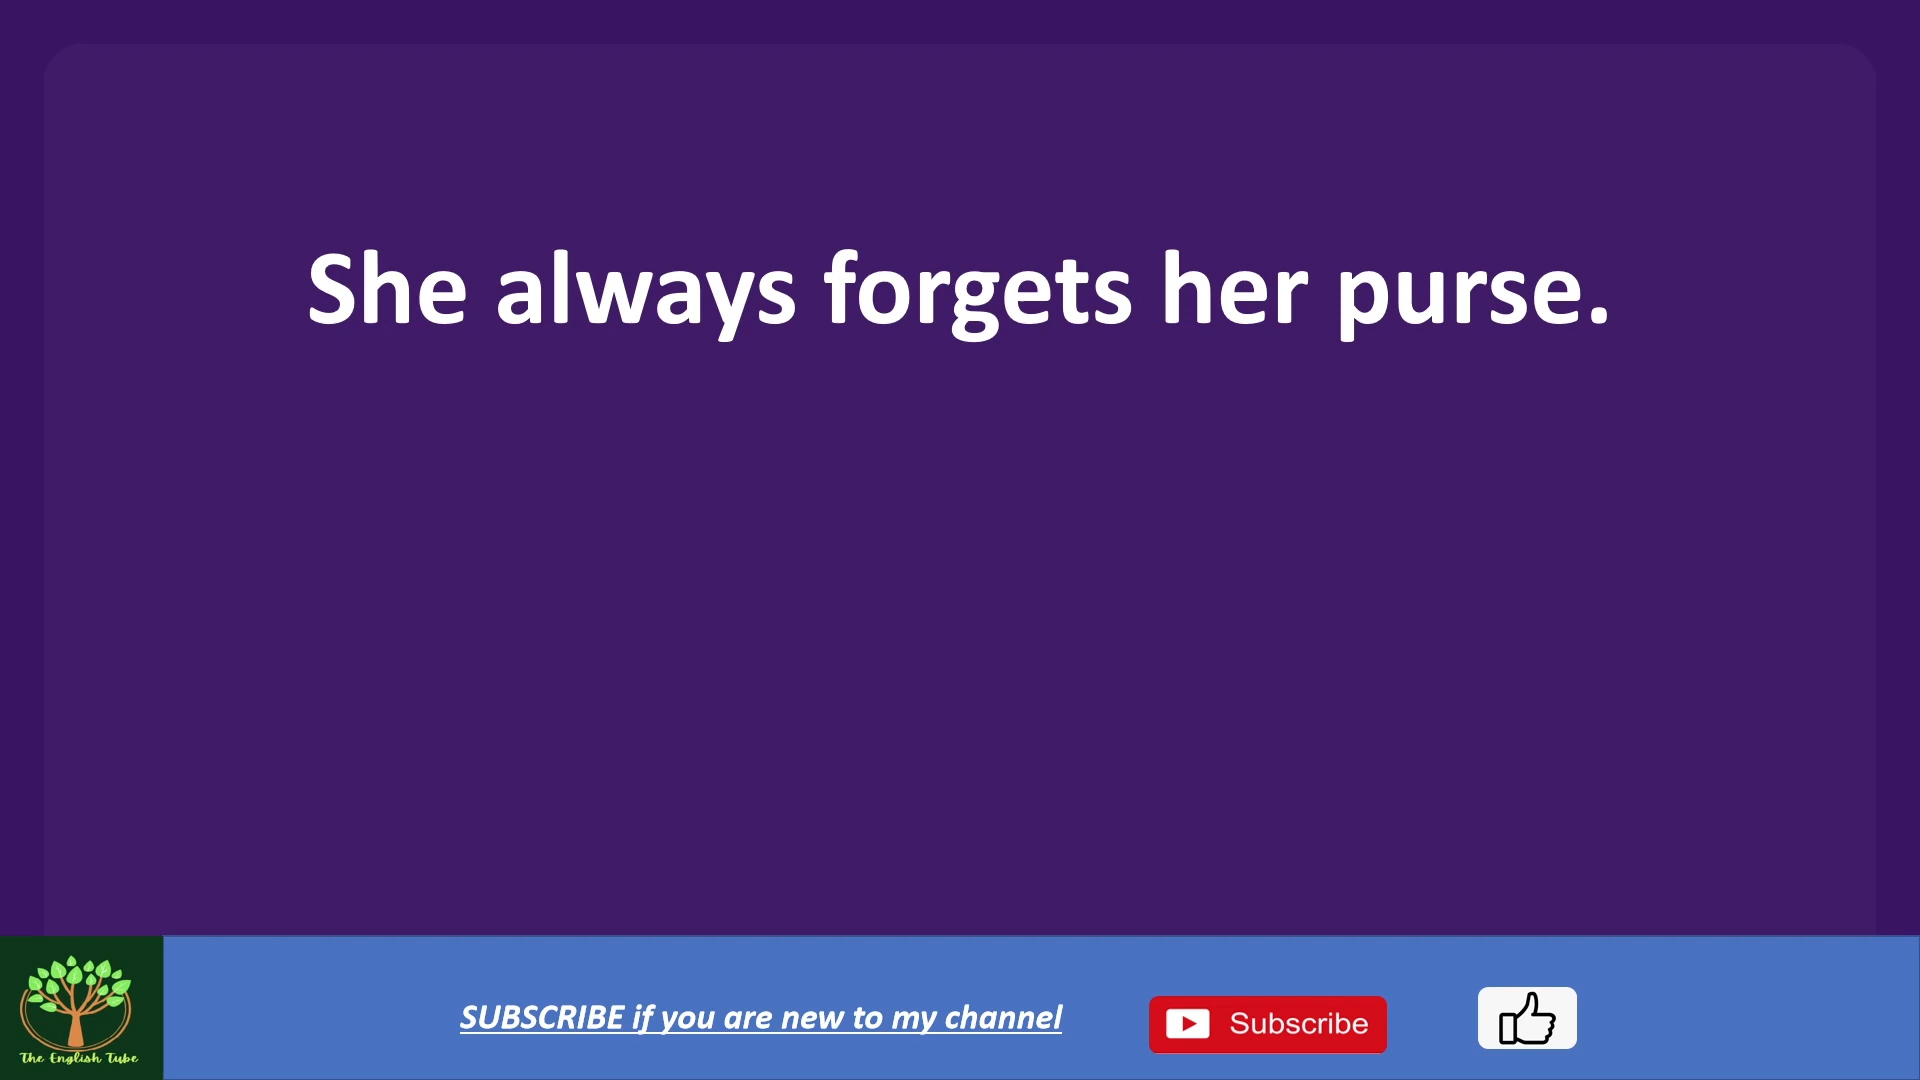 She always forgets her purse.
SUBSCRIBE if you are new to my channel
Subscribe
The English Tube